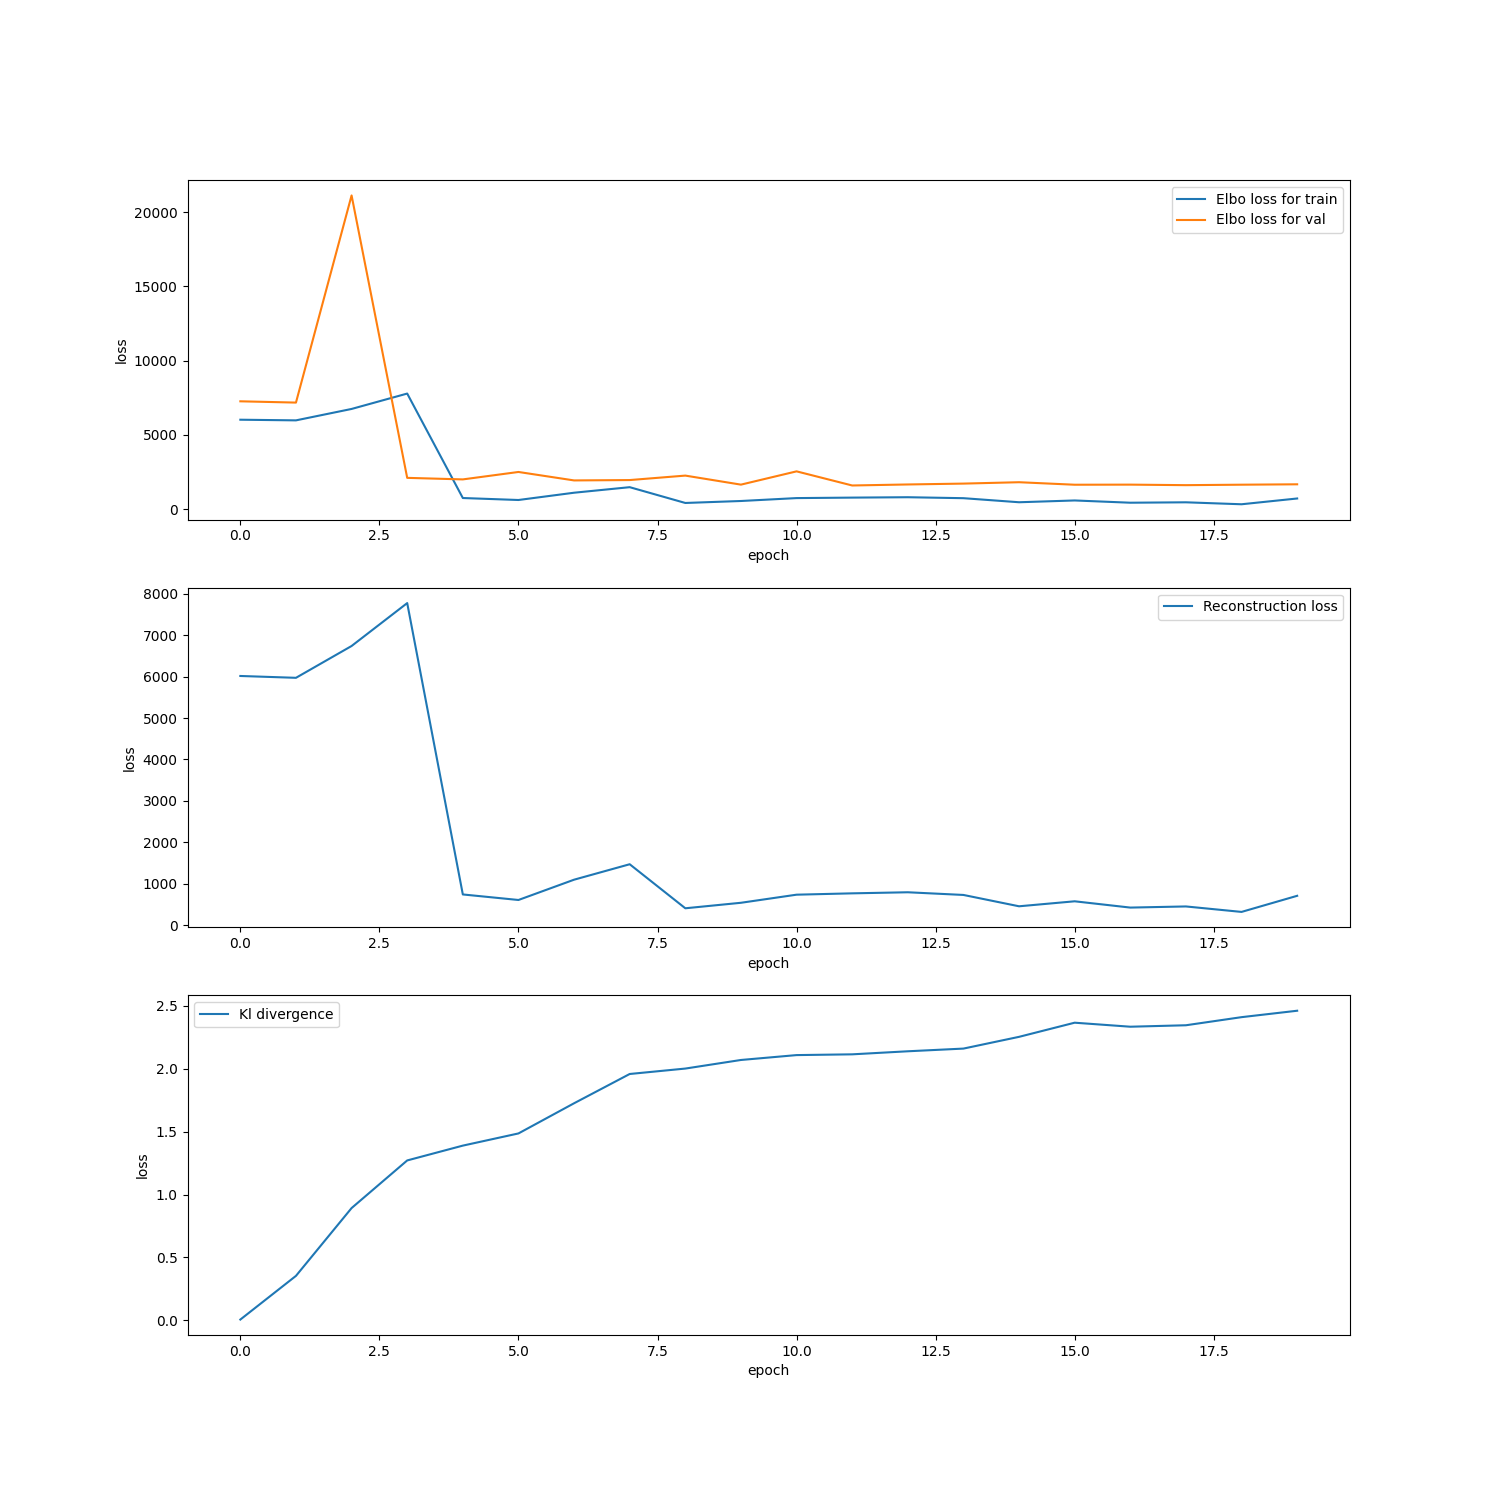 Elbo loss for train
Elbo loss for val
20000
15000
10000
5000
0
loss
0.0 2.5 5.0 7.5 10.0 12.5 15.0 17.5
epoch
Reconstruction loss
8000
7000
6000
5000
4000
3000
2000
1000
0
loss
0.0 2.5 5.0 7.5 10.0 12.5 15.0 17.5
epoch
Kl divergence
2.5
2.0
1.5
1.0
0.5
0.0
loss
0.0 2.5 5.0 7.5 10.0 12.5 15.0 17.5
epoch